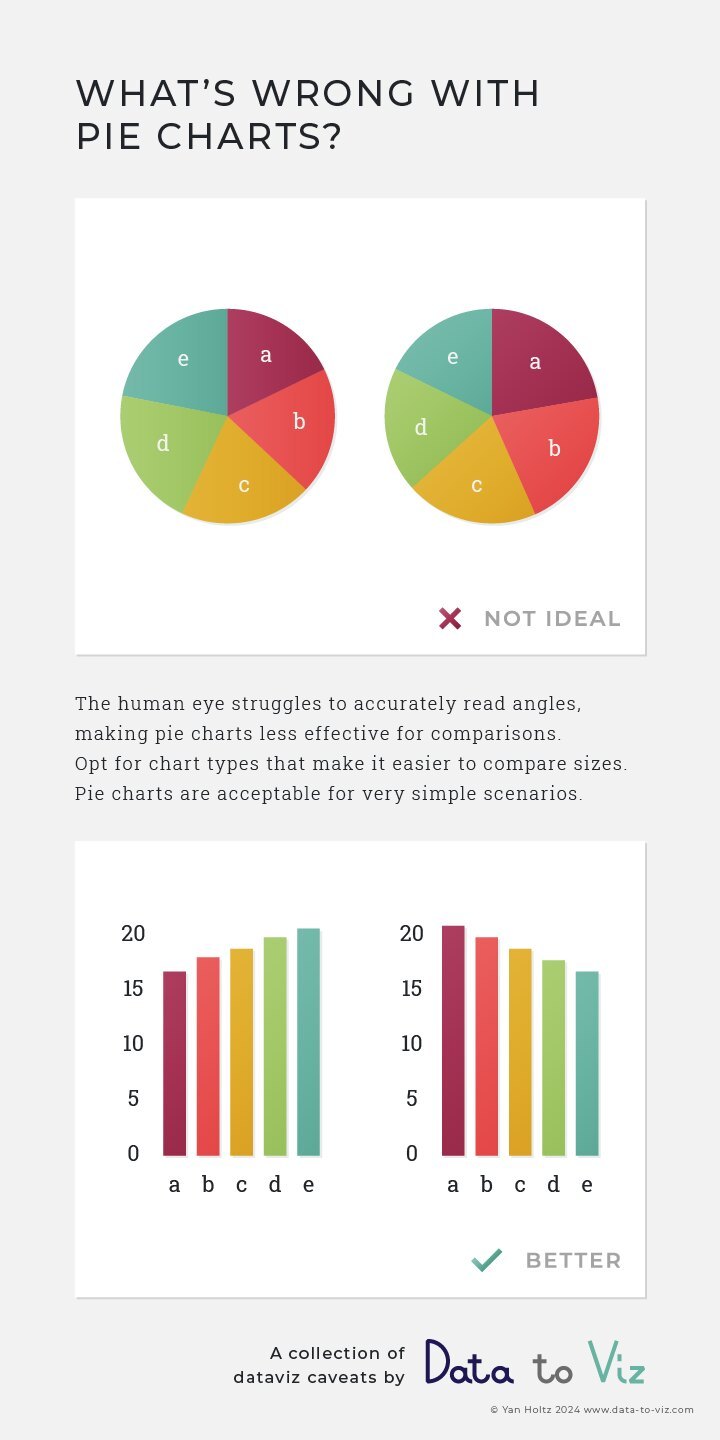 WHAT'S WRONG WITH
PIE CHARTS?
e a
b
d
c
e a
b
d
c
NOT IDEAL
The human eye struggles to accurately read angles,
making pie charts less effective for comparisons.
Opt for chart types that make it easier to compare sizes.
Pie charts are acceptable for very simple scenarios.
20
15
10
5
0
a b c d e
20
15
10
5
0
a b c d e
BETTER
A collection of
dataviz caveats by
Data to Viz
© Yan Holtz 2024 www.data-to-viz.com